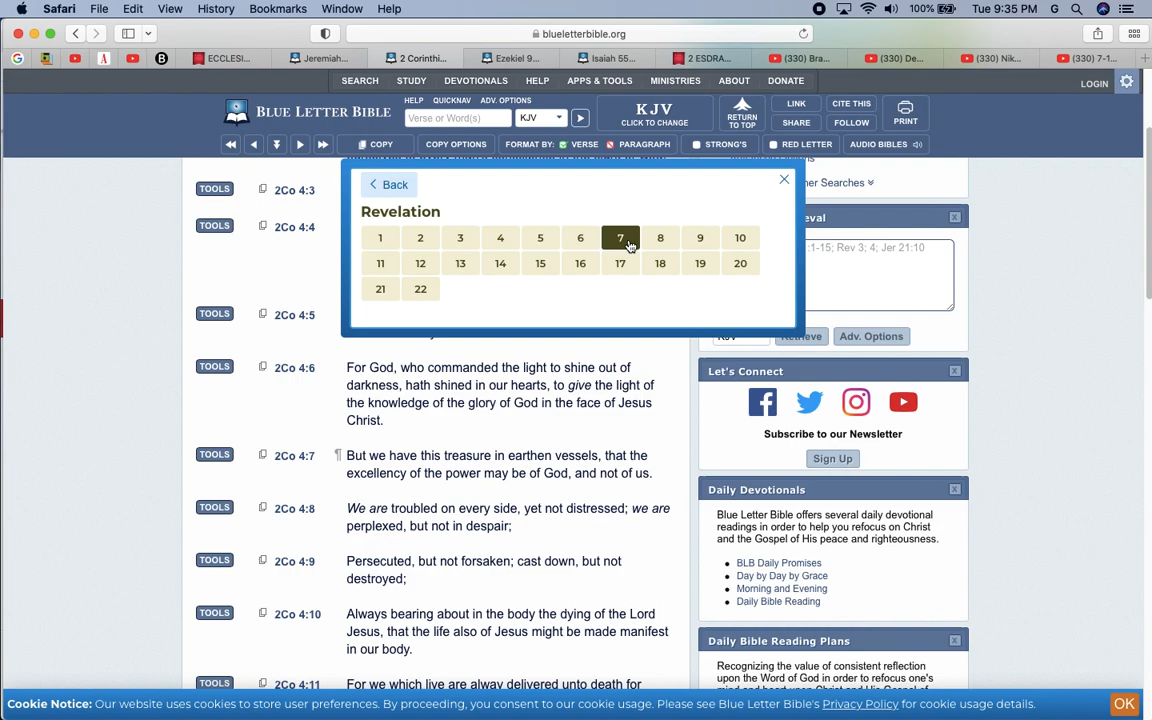 Safari File Edit View History Bookmarks Window Help 100% Tue 9:35 PM G
blueletterbible.org
ECCLESI... Jeremiah... 2 Corinthi... Ezekiel 9... Isaiah 55... 2 ESDRA... (330) Bra... (330) De... (330) Nik... (330) 7-1...
SEARCH STUDY DEVOTIONALS HELP APPS & TOOLS MINISTRIES ABOUT DONATE
LOGIN
BLUE LETTER BIBLE
HELP QUICKNAV ADV. OPTIONS
Verse or Word(s) KJV
KJV
CLICK TO CHANGE
RETURN
TO TOP
LINK CITE THIS
SHARE FOLLOW
PRINT
COPY COPY OPTIONS FORMAT BY: VERSE PARAGRAPH STRONG'S RED LETTER AUDIO BIBLES
her Searches
Back
Revelation
1 2 3 4 5 6 7 8 9 10
11 12 13 14 15 16 17 18 19 20
21 22
eval
:1-15; Rev 3; 4; Jer 21:10
KJV Retrieve Adv. Options
TOOLS 2Co 4:3
TOOLS 2Co 4:4
TOOLS 2Co 4:5
TOOLS 2Co 4:6 For God, who commanded the light to shine out of
darkness, hath shined in our hearts, to give the light of
the knowledge of the glory of God in the face of Jesus
Christ.
TOOLS 2Co 4:7 ¶ But we have this treasure in earthen vessels, that the
excellency of the power may be of God, and not of us.
TOOLS 2Co 4:8 We are troubled on every side, yet not distressed; we are
perplexed, but not in despair;
TOOLS 2Co 4:9 Persecuted, but not forsaken; cast down, but not
destroyed;
TOOLS 2Co 4:10 Always bearing about in the body the dying of the Lord
Jesus, that the life also of Jesus might be made manifest
in our body.
TOOLS 2Co 4:11 For we which live are alway delivered unto death for
Let's Connect
Subscribe to our Newsletter
Sign Up
Daily Devotionals
Blue Letter Bible offers several daily devotional
readings in order to help you refocus on Christ
and the Gospel of His peace and righteousness.
BLB Daily Promises
Day by Day by Grace
Morning and Evening
Daily Bible Reading
Daily Bible Reading Plans
Recognizing the value of consistent reflection
upon the Word of God in order to refocus one's
Cookie Notice: Our website uses cookies to store user preferences. By proceeding, you consent to our cookie usage. Please see Blue Letter Bible's Privacy Policy for cookie usage details. OK